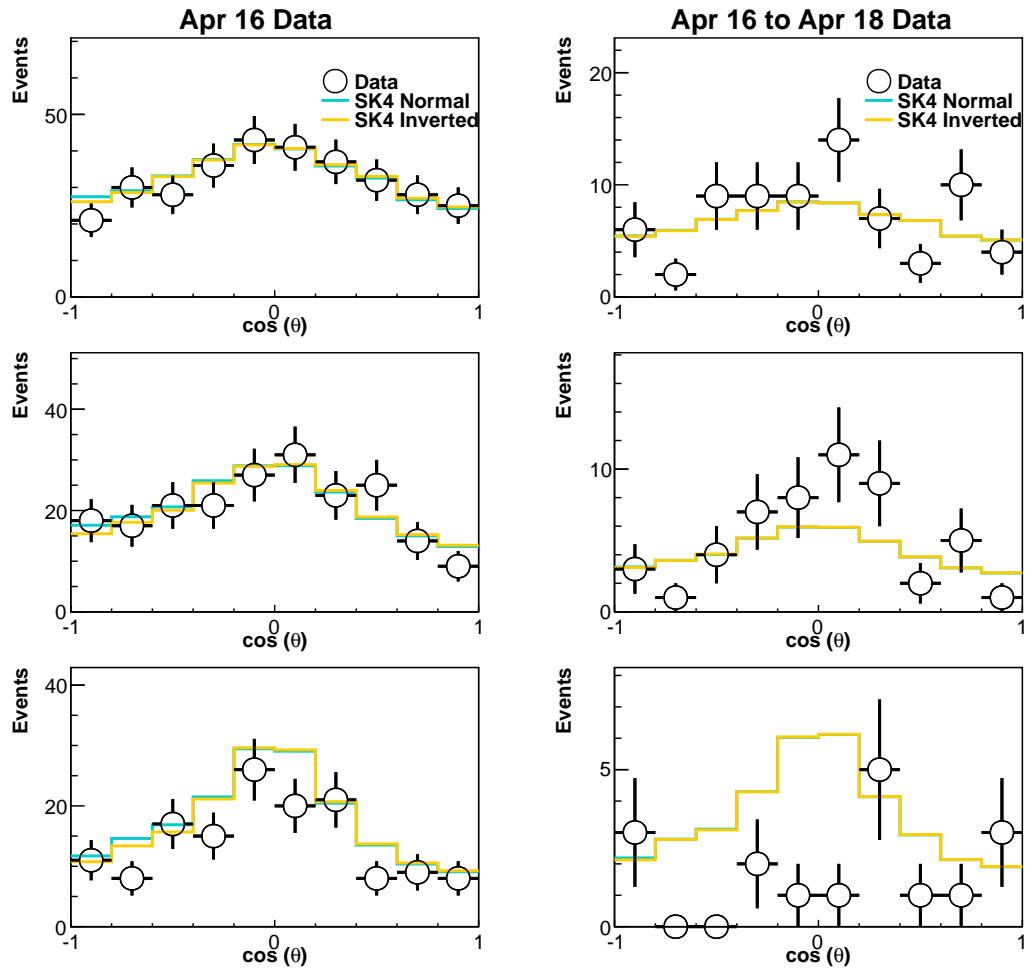 Apr 16 Data
Events
50
0
-1
0
1
cos (θ)
Data
SK4 Normal
SK4 Inverted
Apr 16 to Apr 18 Data
Events
20
10
0
-1
0
1
cos (θ)
Data
SK4 Normal
SK4 Inverted
Events
40
20
0
-1
0
1
cos (θ)
Events
10
0
-1
0
1
cos (θ)
Events
40
20
0
-1
0
1
cos (θ)
Events
5
0
-1
0
1
cos (θ)